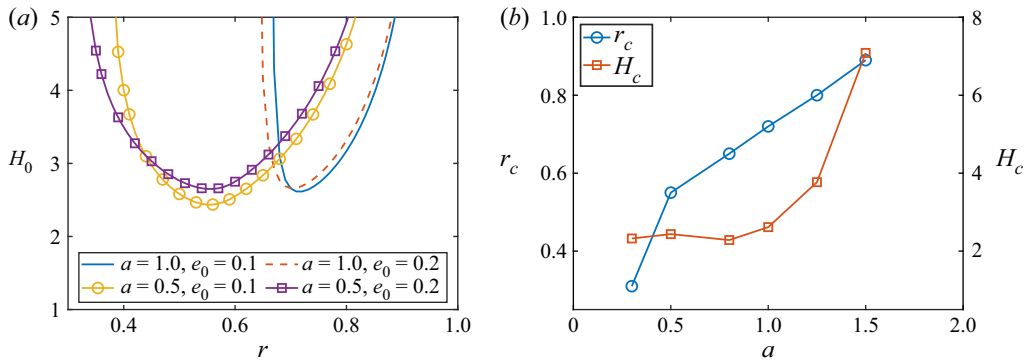 (a)
5
4
H0
3
2
1
a = 1.0, e0 = 0.1
a = 1.0, e0 = 0.2
a = 0.5, e0 = 0.1
a = 0.5, e0 = 0.2
0.4 0.6 0.8 1.0
r
(b)
1.0
0.8
rc
0.6
0.4
rc
Hc
8
6
Hc
4
2
0 0.5 1.0 1.5 2.0
a